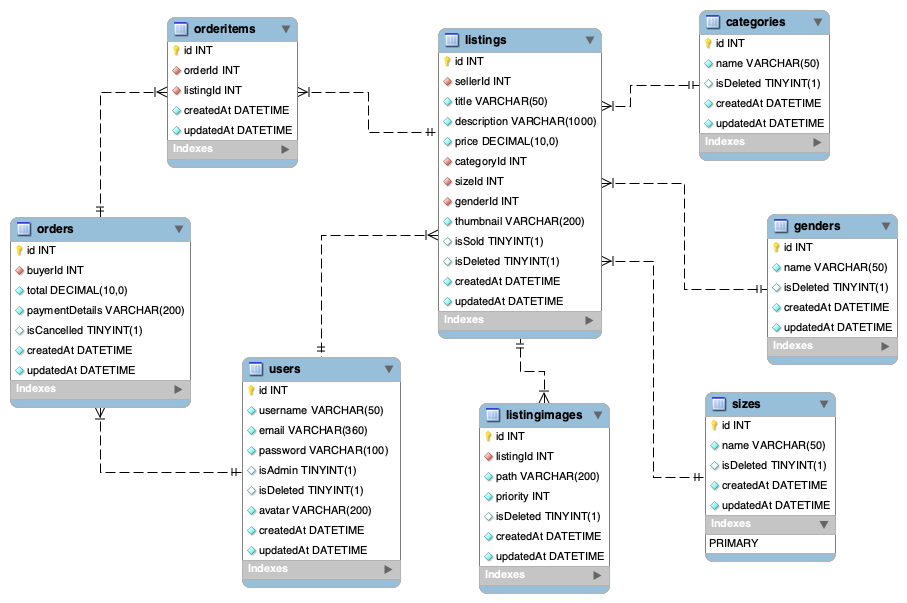 orderitems
id INT
orderId INT
listingId INT
createdAt DATETIME
updatedAt DATETIME
Indexes
listings
id INT
sellerId INT
title VARCHAR(50)
description VARCHAR(1000)
price DECIMAL(10,0)
categoryId INT
sizeId INT
genderId INT
thumbnail VARCHAR(200)
isSold TINYINT(1)
isDeleted TINYINT(1)
createdAt DATETIME
updatedAt DATETIME
Indexes
categories
id INT
name VARCHAR(50)
isDeleted TINYINT(1)
createdAt DATETIME
updatedAt DATETIME
Indexes
orders
id INT
buyerId INT
total DECIMAL(10,0)
paymentDetails VARCHAR(200)
isCancelled TINYINT(1)
createdAt DATETIME
updatedAt DATETIME
Indexes
genders
id INT
name VARCHAR(50)
isDeleted TINYINT(1)
createdAt DATETIME
updatedAt DATETIME
Indexes
users
id INT
username VARCHAR(50)
email VARCHAR(360)
password VARCHAR(100)
isAdmin TINYINT(1)
isDeleted TINYINT(1)
avatar VARCHAR(200)
createdAt DATETIME
updatedAt DATETIME
Indexes
listingimages
id INT
listingId INT
path VARCHAR(200)
priority INT
isDeleted TINYINT(1)
createdAt DATETIME
updatedAt DATETIME
Indexes
sizes
id INT
name VARCHAR(50)
isDeleted TINYINT(1)
createdAt DATETIME
updatedAt DATETIME
Indexes
PRIMARY